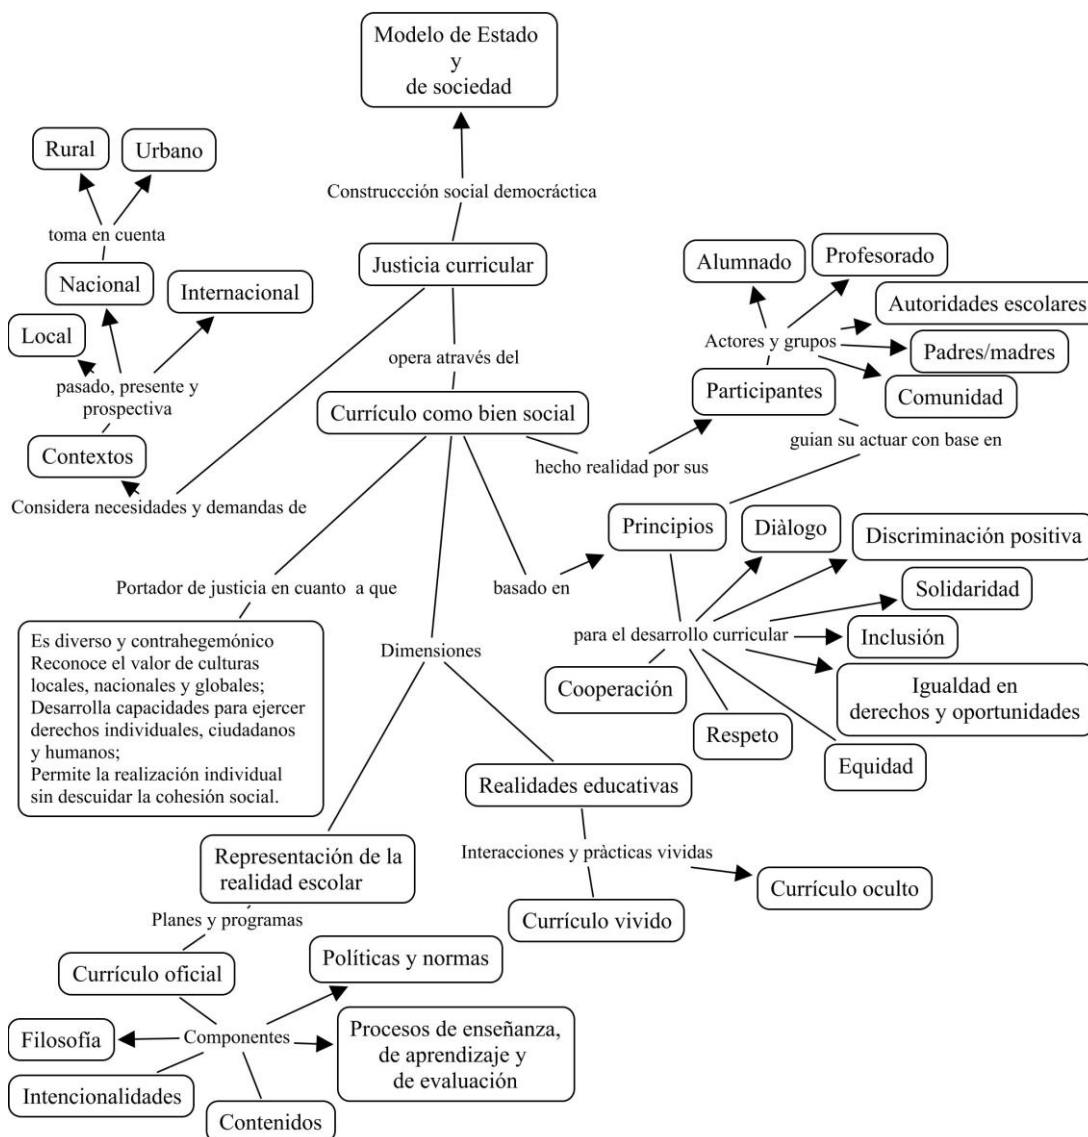 Modelo de Estado
y
de sociedad
Rural
Urbano
Construccción social democráctica
toma en cuenta
Nacional
Internacional
Local
pasado, presente y
prospectiva
Contextos
Considera necesidades y demandas de
Justicia curricular
opera através del
Currículo como bien social
Alumnado
Profesorado
Autoridades escolares
Actores y grupos
Padres/madres
Participantes
Comunidad
guian su actuar con base en
hecho realidad por sus
Principios
Diàlogo
Discriminación positiva
Solidaridad
basado en
para el desarrollo curricular
Inclusión
Cooperación
Igualdad en
derechos y oportunidades
Respeto
Equidad
Portador de justicia en cuanto a que
Es diverso y contrahegemónico
Reconoce el valor de culturas
locales, nacionales y globales;
Desarrolla capacidades para ejercer
derechos individuales, ciudadanos
y humanos;
Permite la realización individual
sin descuidar la cohesión social.
Dimensiones
Realidades educativas
Interacciones y pràcticas vividas
Currículo oculto
Currículo vivido
Representación de la
realidad escolar
Planes y programas
Currículo oficial
Políticas y normas
Filosofía
Componentes
Procesos de enseñanza,
de aprendizaje y
de evaluación
Intencionalidades
Contenidos